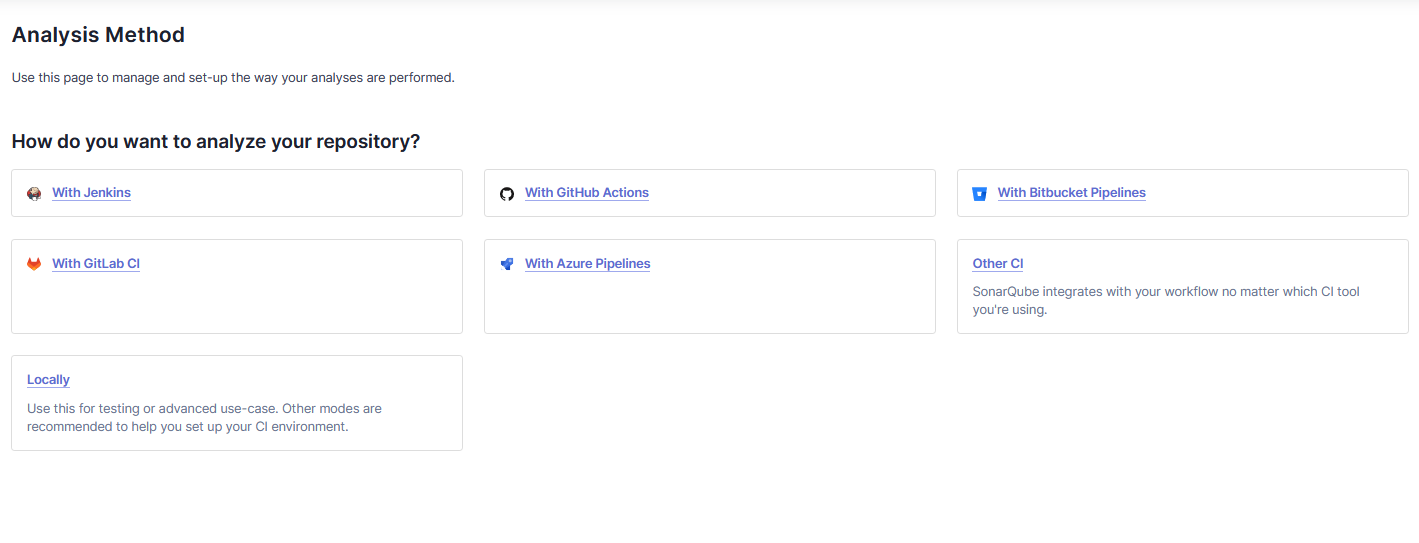 Analysis Method
Use this page to manage and set-up the way your analyses are performed.
How do you want to analyze your repository?
With Jenkins
With GitHub Actions
With Bitbucket Pipelines
With GitLab CI
With Azure Pipelines
Other CI
SonarQube integrates with your workflow no matter which CI tool
you're using.
Locally
Use this for testing or advanced use-case. Other modes are
recommended to help you set up your CI environment.